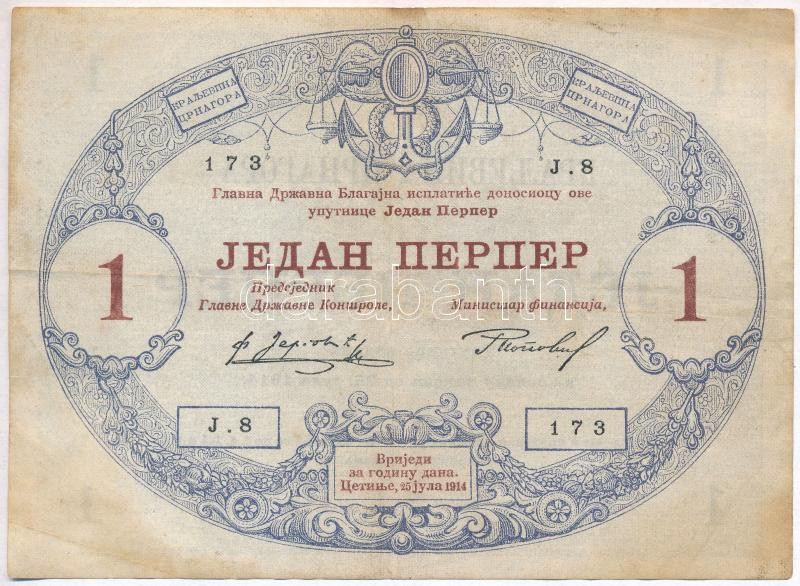 КРАЉЕВИНА
ЦРНАГОРА
КРАЉЕВИНА
ЦРНАГОРА
173
Ј.8
Главна Државна Благајна исплатиће доносиоцу ове
упутнице Један Перпер
ЈЕДАН ПЕРПЕР
1
1
Предсједник
Главне Државне Контроле,
Министар финансија,
darabanth
Ј.8
173
Вриједи
за годину дана.
Цетиње, 25 јула 1914